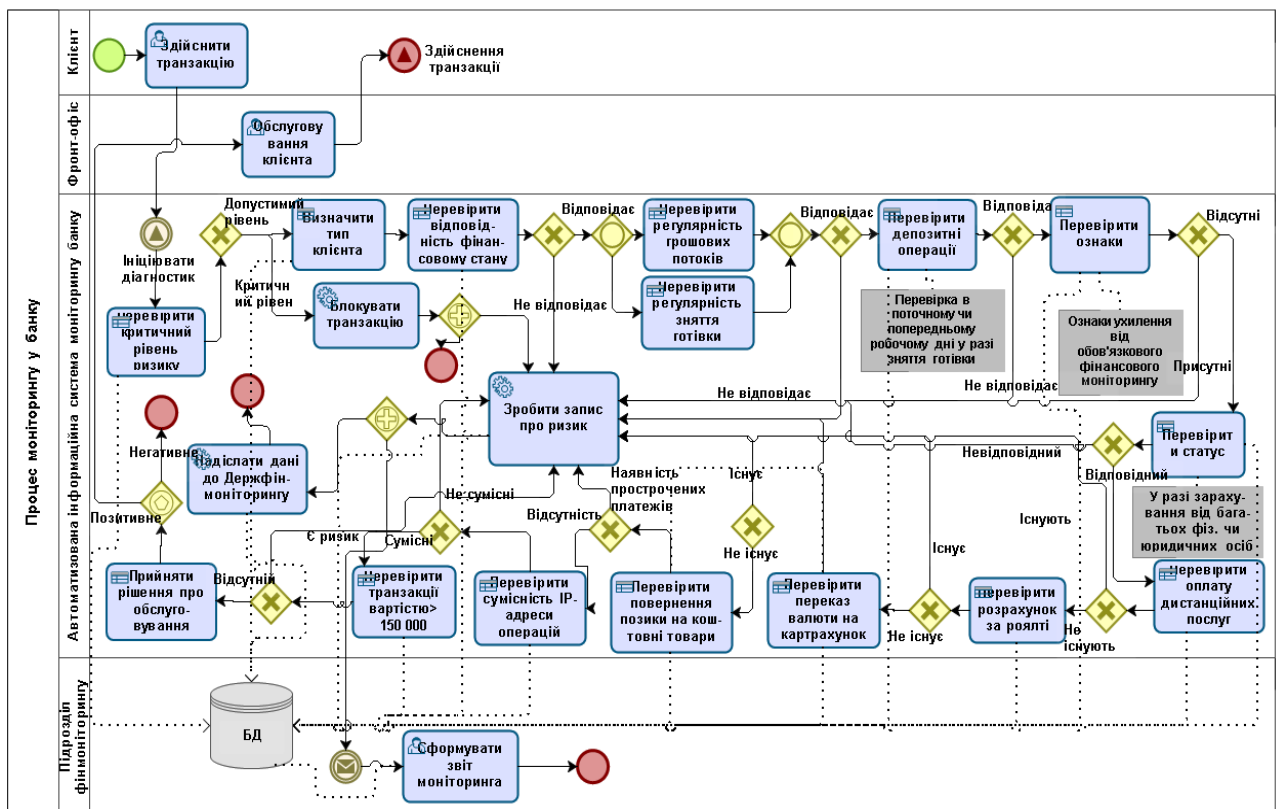 Процес моніторингу у банку
Клієнт
Здійснити
транзакцію
Здійснення
транзакції
Фронт-офіс
Обслугову
вання
клієнта
Автоматизована інформаційна система моніторингу банку
Ініціювати
діагностик
Перевірити
критичний
рівень
ризику
Допустимий
рівень
Критичн
ий рівен
Визначити
тип
клієнта
Перевірити
відповід-
ність фінан-
совому стану
Блокувати
транзакцію
Відповідає
Не відповідає
Перевірити
регулярність
грошових
потоків
Перевірити
регулярність
зняття
готівки
Відповідає
Перевірити
депозитні
операції
Перевірка в
поточному чи
попередньому
робочому дні у разі
зняття готівки
Відповіда
Не відповідає
Не відповідає
Перевірити
ознаки
Ознаки ухилення
від
обов'язкового
фінансового
моніторингу
Відсутні
Присутні
Зробити запис
про ризик
Перевірит
и статус
Невідповідний
Відповідний
У разі зараху-
вання від бага-
тьох фіз. чи
юридичних осіб
Негативне
Позитивне
Надіслати дані
до Держфін-
моніторингу
Не сумісні
Є ризик
Сумісні
Наявність
прострочених
платежів
Відсутність
Існує
Не існує
Існує
Не існує
Існують
Не
існують
Прийняти
рішення про
обслуго-
вування
Відсутній
Перевірити
транзакції
вартістю>
150 000
Перевірити
сумісність IP-
адреси
операцій
Перевірити
повернення
позики на кош-
товні товари
Перевірити
переказ
валюти на
картрахунок
Перевірити
розрахунок
за роялті
Перевірити
оплату
дистанційних
послуг
Підрозділ
фінмоніторингу
БД
Сформувати
звіт
моніторинга